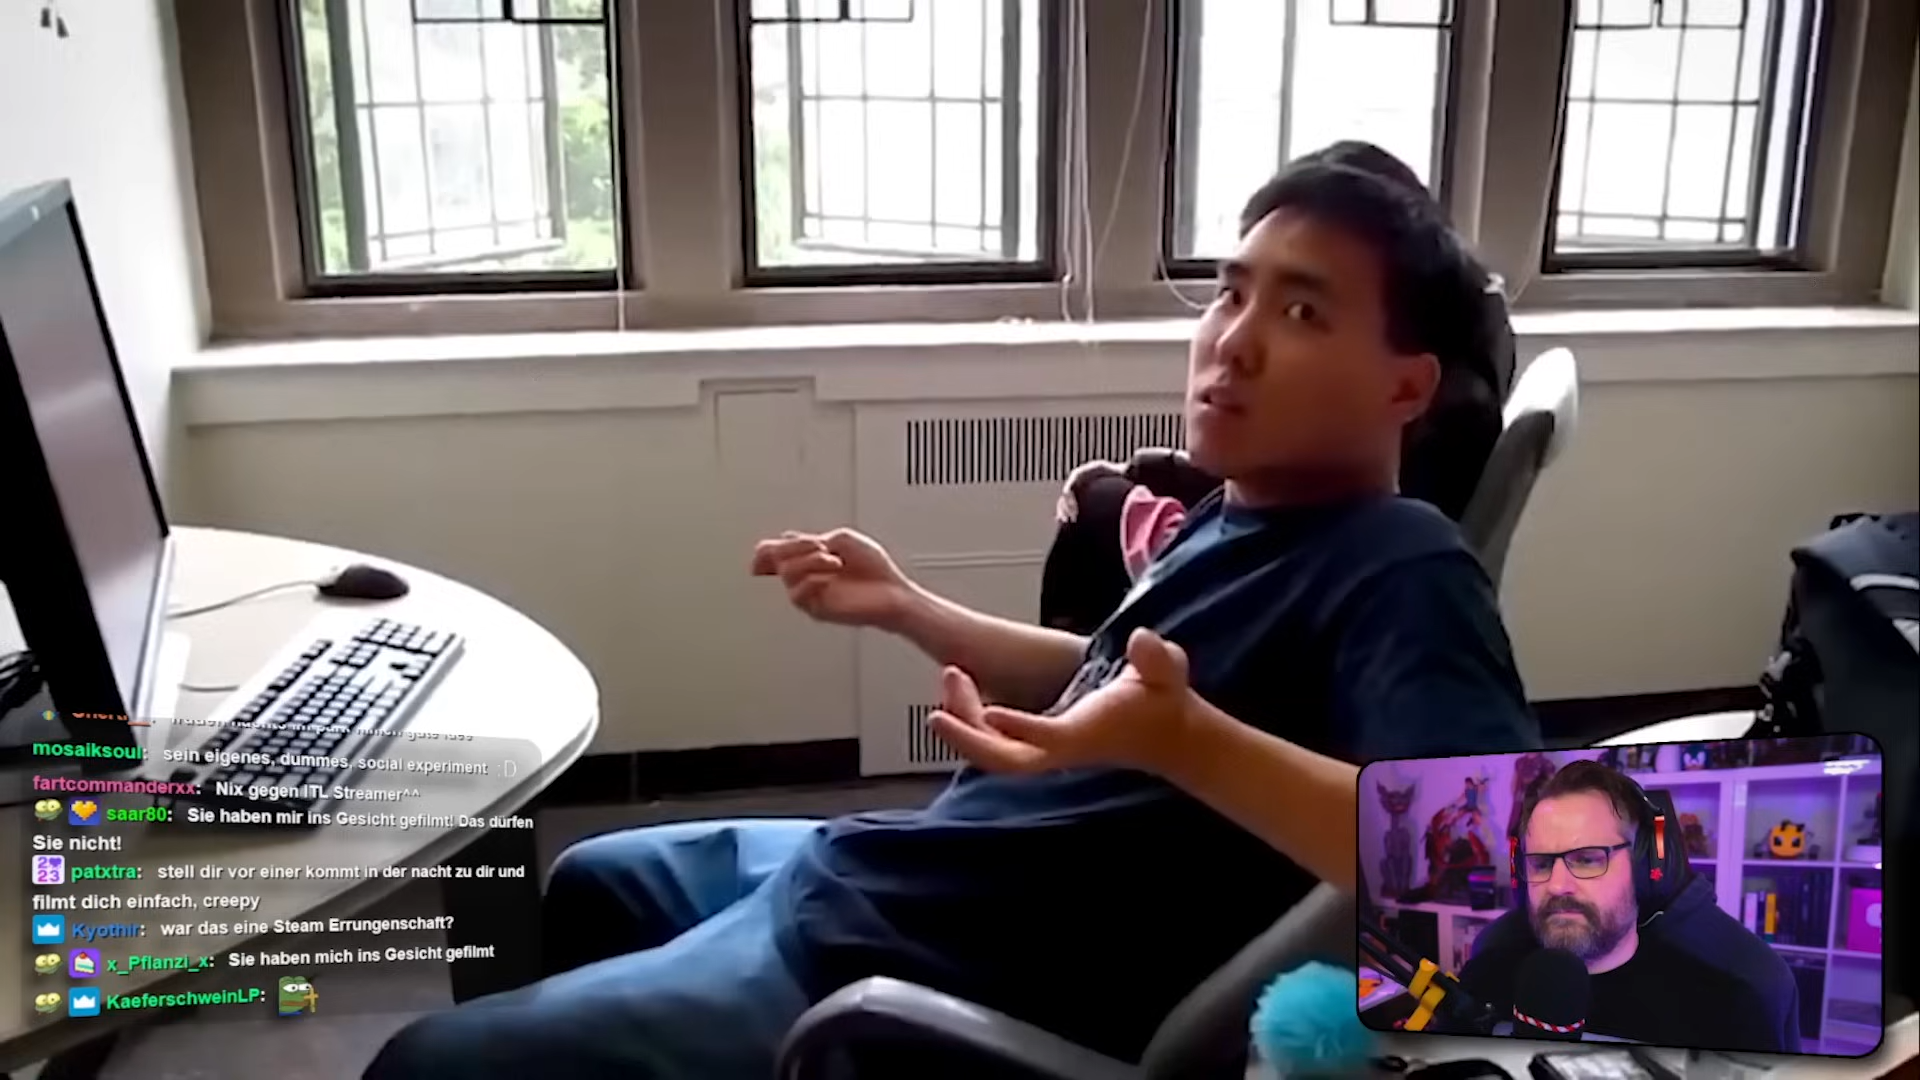 mosaiksoul: sein eigenes, dummes, social experiment :D
fartcommanderxx: Nix gegen ITL Streamer^^
saar80: Sie haben mir ins Gesicht gefilmt! Das dürfen
Sie nicht!
2 23 patxtra: stell dir vor einer kommt in der nacht zu dir und
filmt dich einfach, creepy
Kyothir: war das eine Steam Errungenschaft?
x_Pflanzi_x: Sie haben mich ins Gesicht gefilmt
KaeferschweinLP: